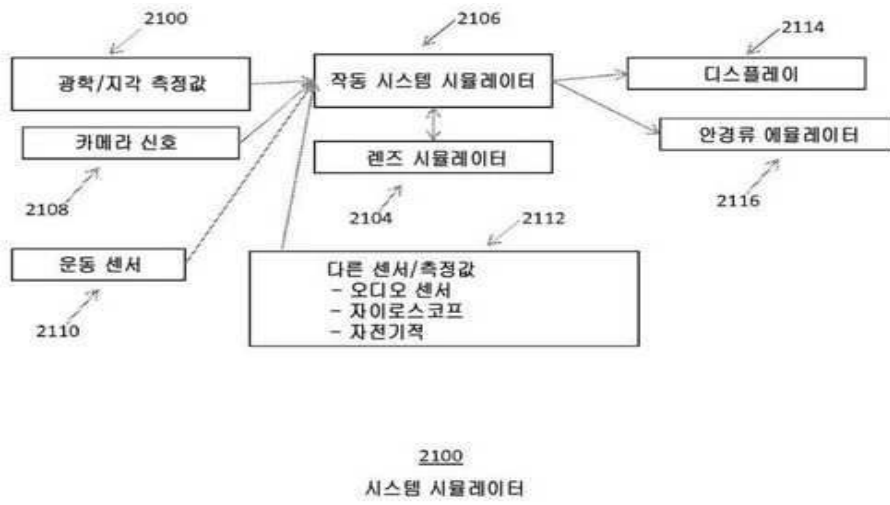 2100
2106
2114
광학/지각 측정값
작동 시스템 시뮬레이터
디스플레이
카메라 신호
렌즈 시뮬레이터
안경류 에뮬레이터
2108
2104
2116
2112
운동 센서
다른 센서/측정값
- 오디오 센서
- 자이로스코프
- 자전기적
2110
2100
시스템 시뮬레이터